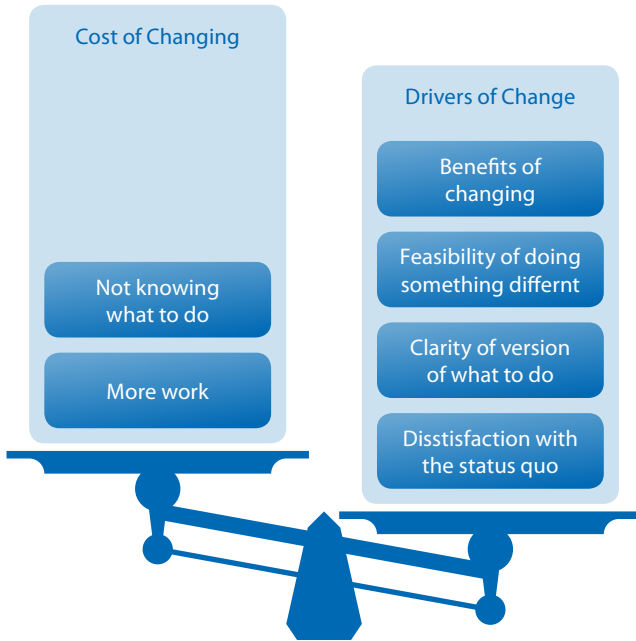 Cost of Changing
Not knowing
what to do
More work
Drivers of Change
Benefits of
changing
Feasibility of doing
something differnt
Clarity of version
of what to do
Disstisfaction with
the status quo